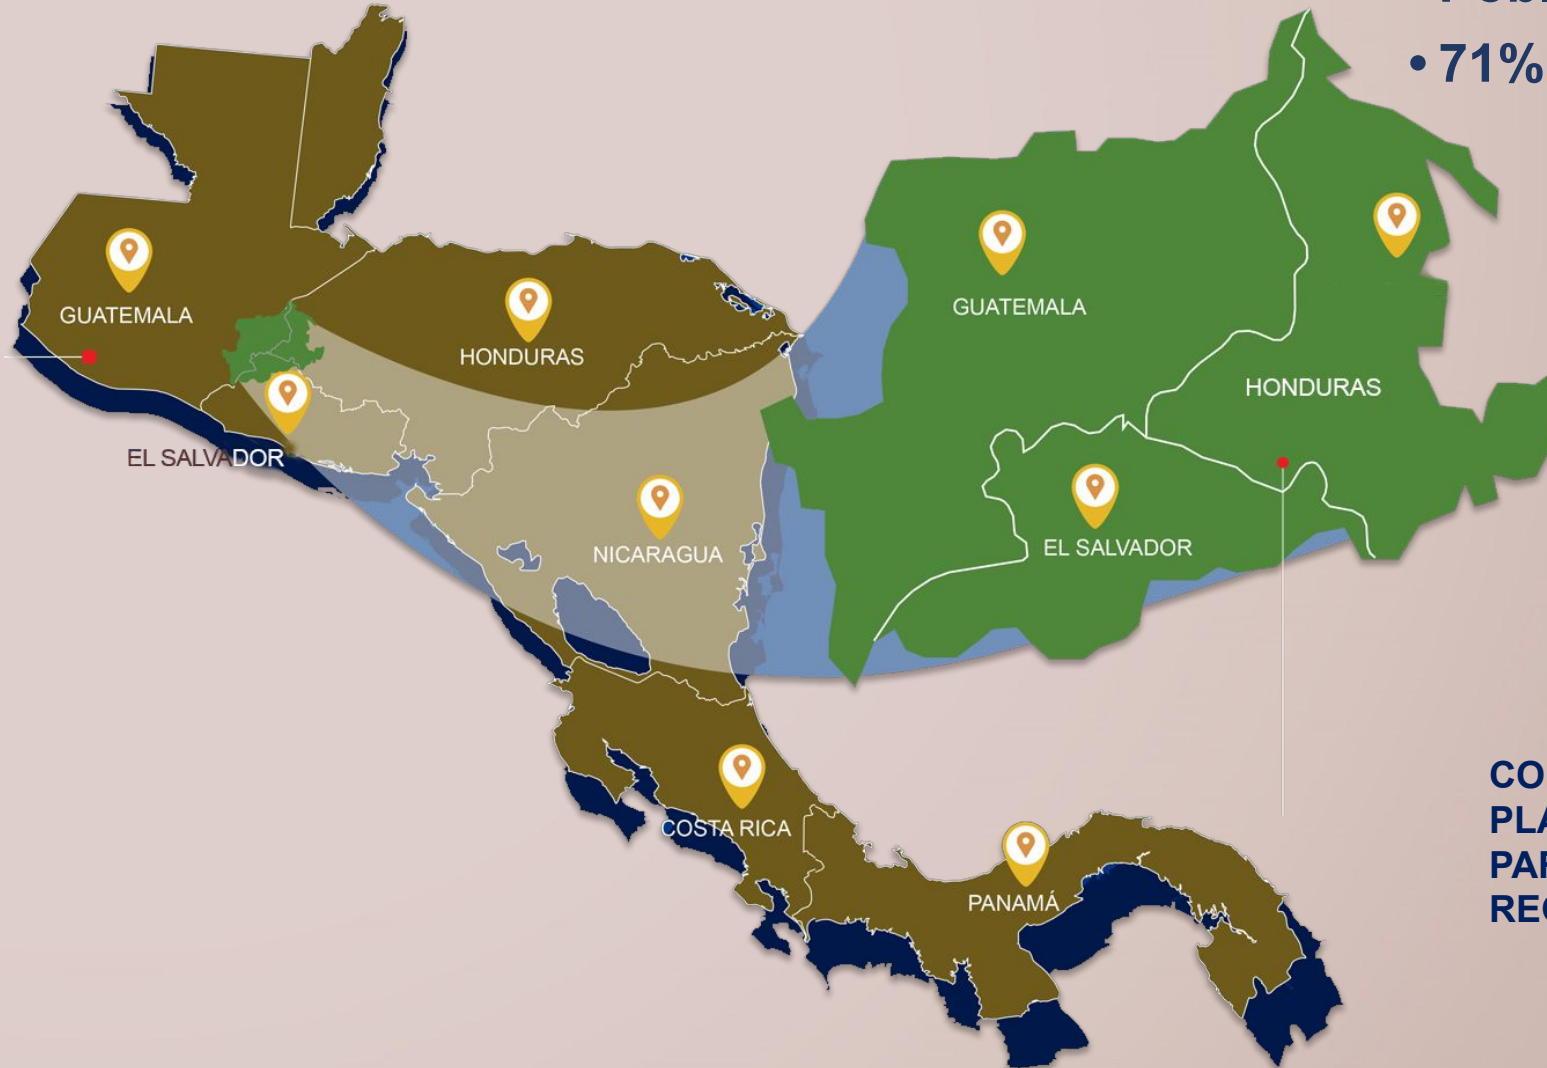 • 71%
GUATEMALA
HONDURAS
EL SALVADOR
NICARAGUA
COSTA RICA
PANAMÁ
GUATEMALA
HONDURAS
EL SALVADOR